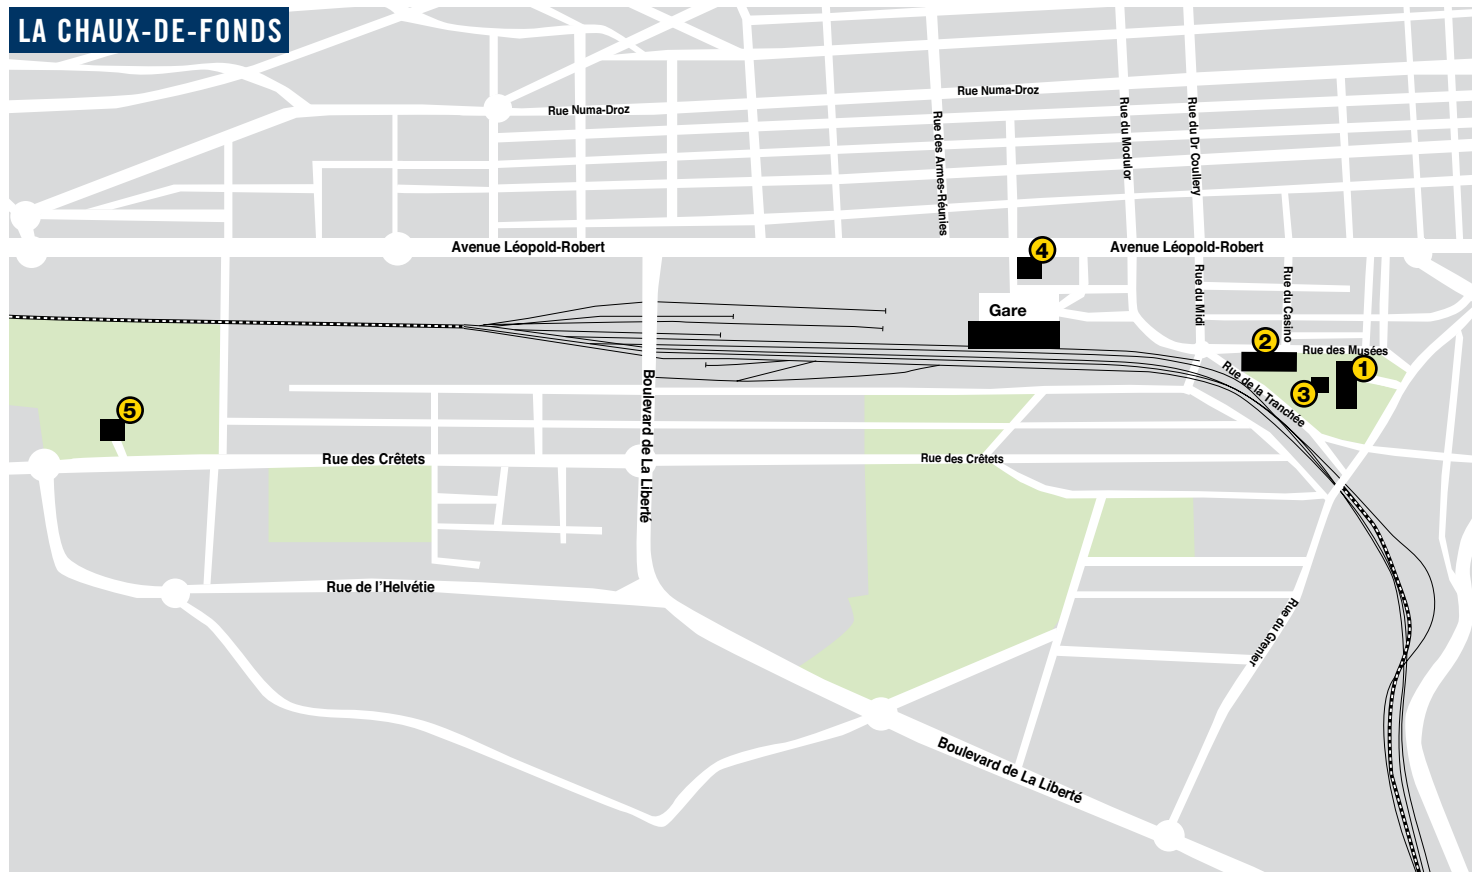 LA CHAUX-DE-FONDS
Rue Numa-Droz
Rue Numa-Droz
Rue des Armes-Réunies
Rue du Modulor
Rue du Dr Coullery
Avenue Léopold-Robert
4
Avenue Léopold-Robert
Gare
Rue du Midi
Rue du Casino
2
Rue des Musées
1
3
Rue de la Tranchée
5
Boulevard de La Liberté
Rue des Crêtets
Rue des Crêtets
Rue de l'Helvétie
Rue du Grenier
Boulevard de La Liberté